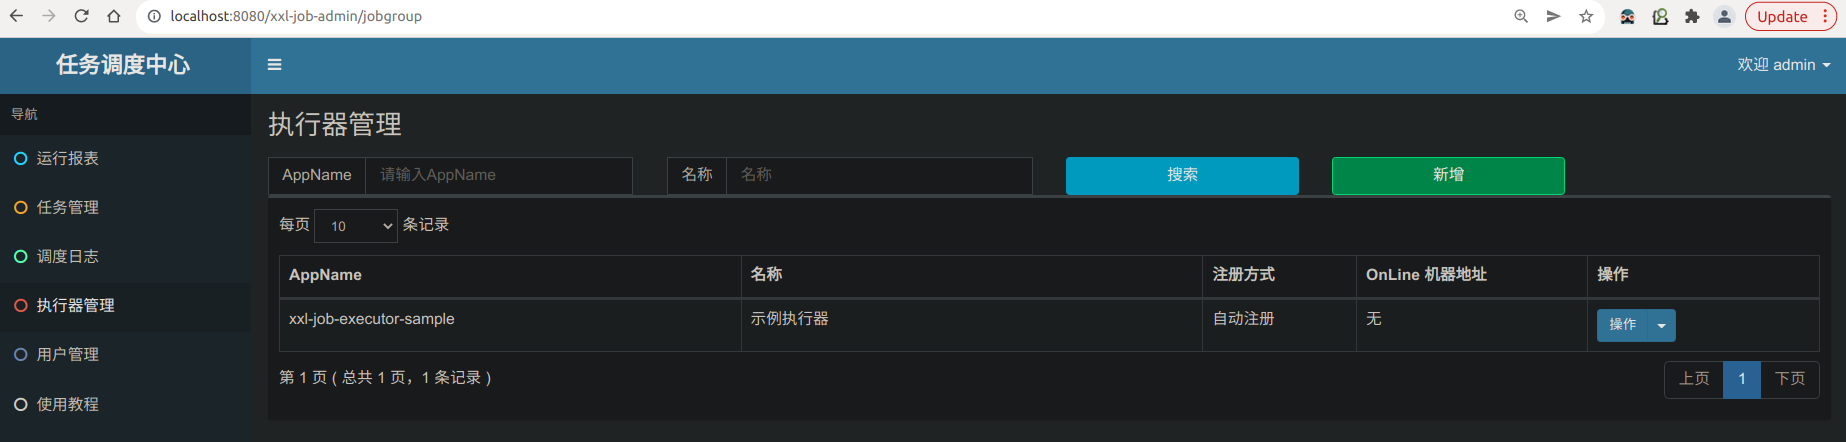 localhost:8080/xxl-job-admin/jobgroup
Update
任务调度中心
欢迎 admin
导航
运行报表
任务管理
调度日志
执行器管理
用户管理
使用教程
执行器管理
AppName 请输入AppName 名称 名称 搜索 新增
每页 10 条记录
AppName 名称 注册方式 OnLine 机器地址 操作
xxl-job-executor-sample 示例执行器 自动注册 无 操作
第 1 页 ( 总共 1 页，1 条记录 )
上页 1 下页